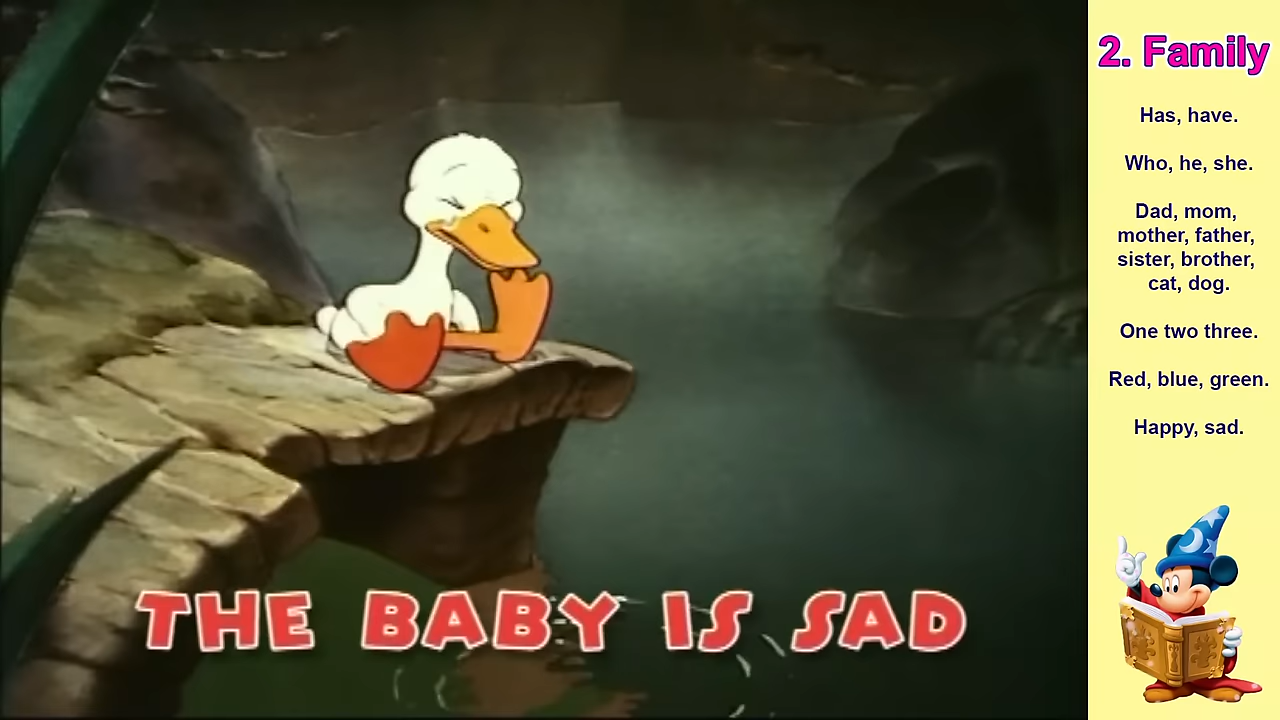 2. Family
Has, have.
Who, he, she.
Dad, mom,
mother, father,
sister, brother,
cat, dog.
One two three.
Red, blue, green.
Happy, sad.
THE BABY IS SAD